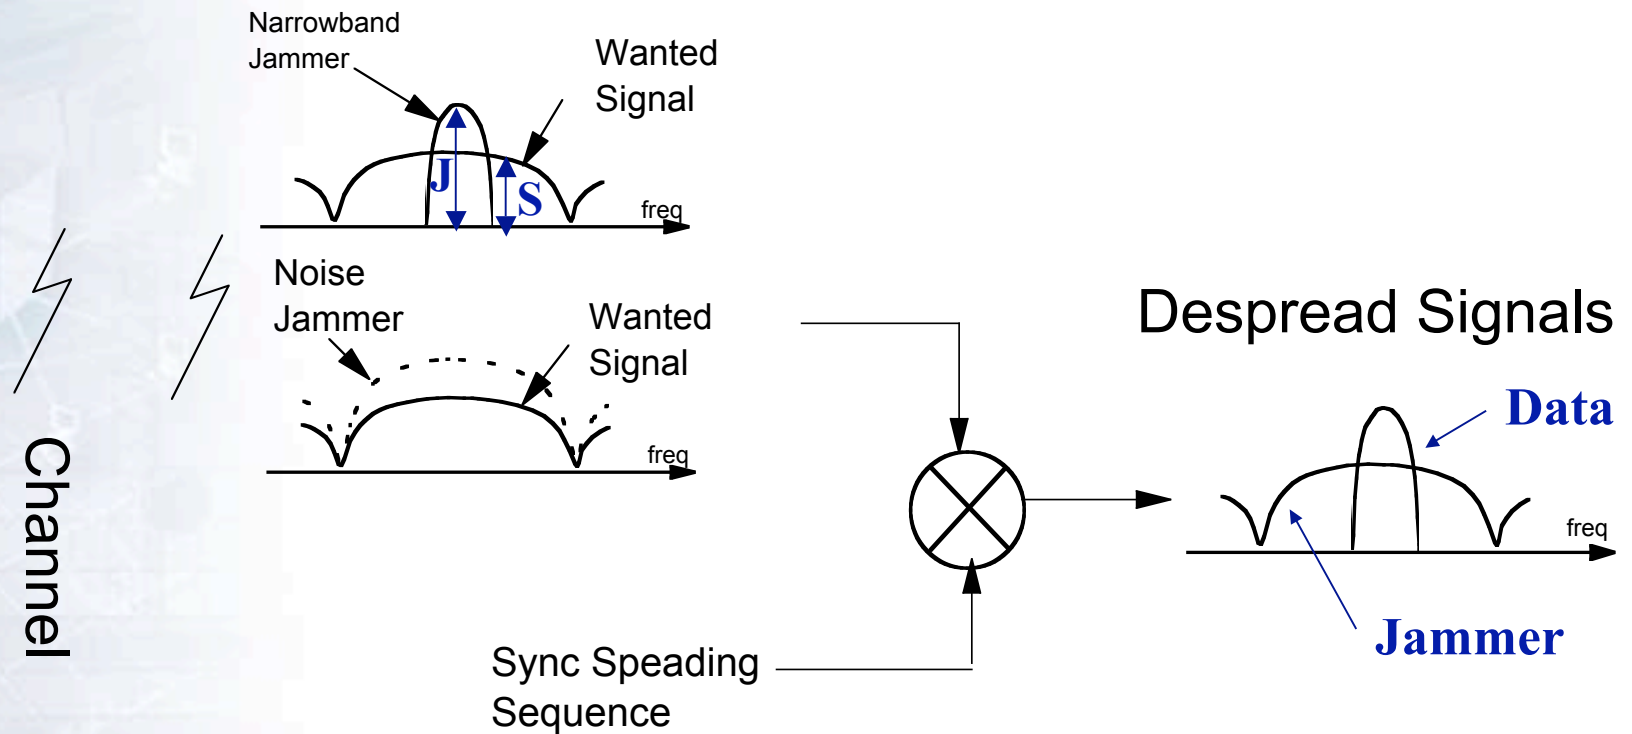 Narrowband
Jammer
Wanted
Signal
J
S
freq
Noise
Jammer
Wanted
Signal
freq
Channel
Despread Signals
Data
freq
Jammer
Sync Speading
Sequence